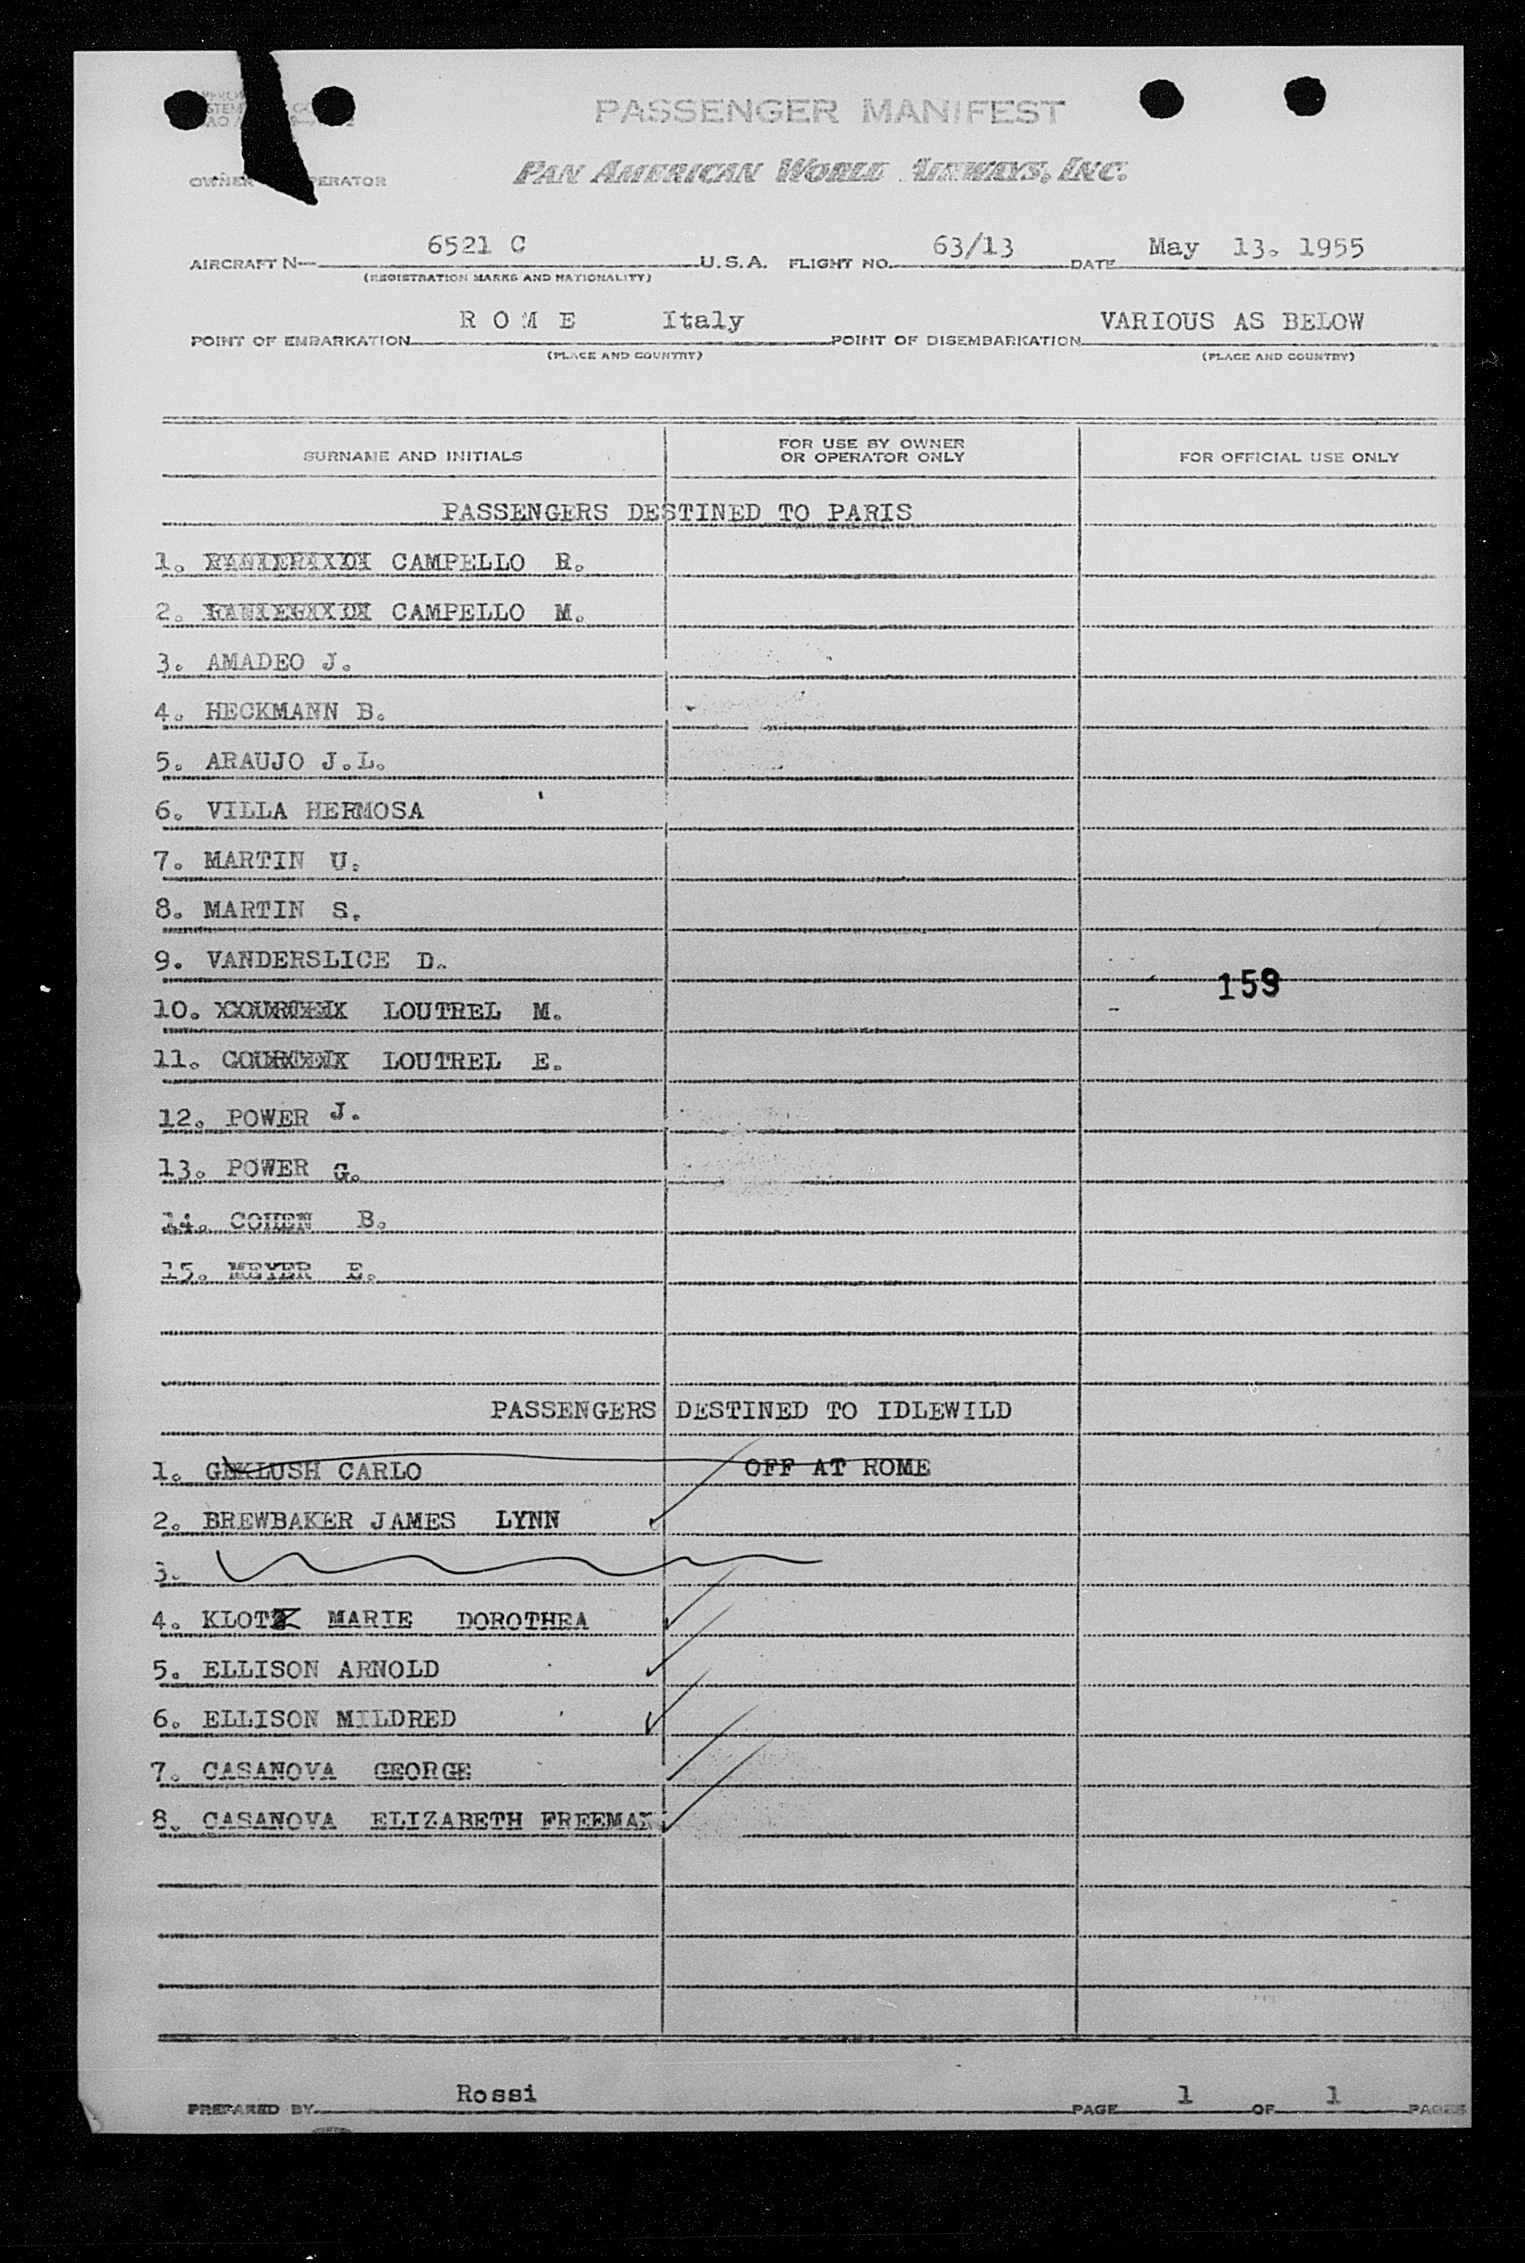 PASSENGER MANIFEST
PAN AMERICAN WORLD AIRWAYS, INC.
OWNER OPERATOR
AIRCRAFT N— 6521 C U.S.A. FLIGHT NO. 63/13 DATE May 13. 1955
(REGISTRATION MARKS AND NATIONALITY)
POINT OF EMBARKATION R O M E Italy POINT OF DISEMBARKATION VARIOUS AS BELOW
(PLACE AND COUNTRY) (PLACE AND COUNTRY)
SURNAME AND INITIALS FOR USE BY OWNER OR OPERATOR ONLY FOR OFFICIAL USE ONLY
PASSENGERS DESTINED TO PARIS
1. CAMPELLO R.
2. CAMPELLO M.
3. AMADEO J.
4. HECKMANN B.
5. ARAUJO J.L.
6. VILLA HERMOSA
7. MARTIN U.
8. MARTIN S.
9. VANDERSLICE D.
159
10. LOUTREL M.
11. LOUTREL E.
12. POWER J.
13. POWER G.
14. COHEN B.
15. MEYER E.
PASSENGERS DESTINED TO IDLEWILD
1. CARLO OFF AT ROME
2. BREWBAKER JAMES LYNN
3.
4. KLOTZ MARIE DOROTHEA
5. ELLISON ARNOLD
6. ELLISON MILDRED
7. CASANOVA GEORGE
8. CASANOVA ELIZABETH FREEMAN
PREPARED BY Rossi PAGE 1 OF 1 PAGES